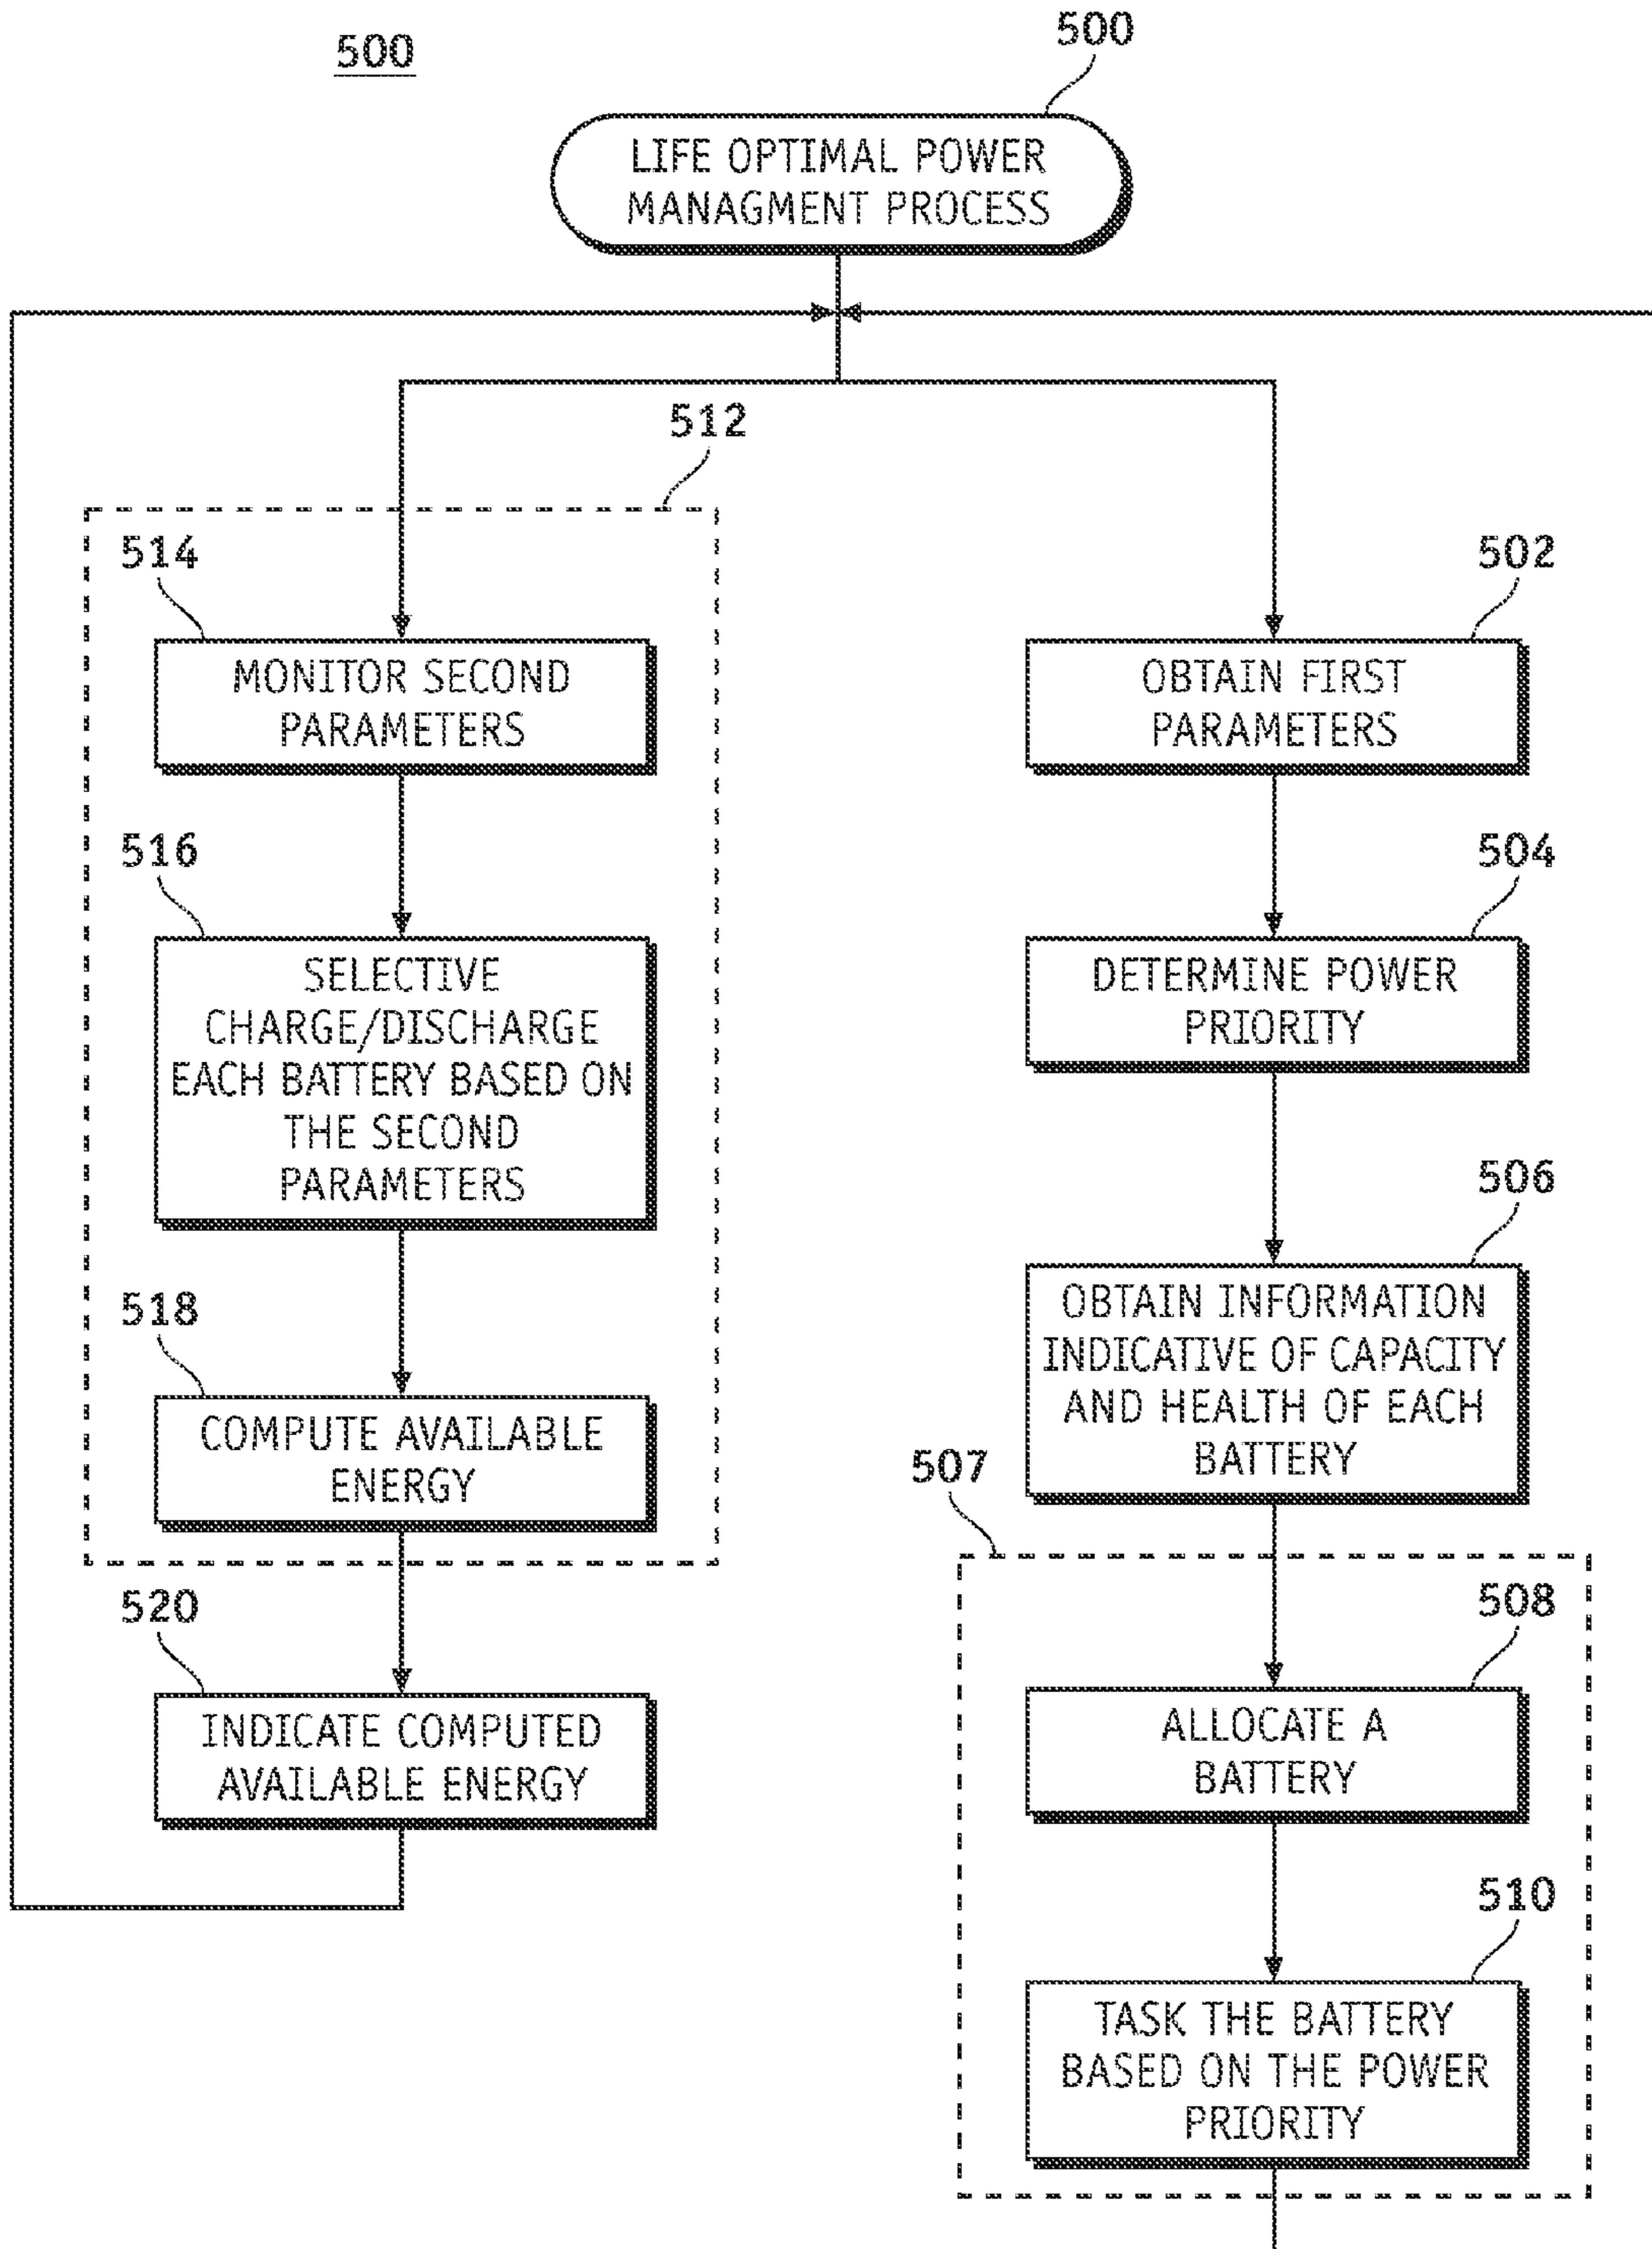 500
500
LIFE OPTIMAL POWER
MANAGMENT PROCESS
512
514
MONITOR SECOND
PARAMETERS
516
SELECTIVE
CHARGE/DISCHARGE
EACH BATTERY BASED ON
THE SECOND
PARAMETERS
518
COMPUTE AVAILABLE
ENERGY
520
INDICATE COMPUTED
AVAILABLE ENERGY
502
OBTAIN FIRST
PARAMETERS
504
DETERMINE POWER
PRIORITY
506
OBTAIN INFORMATION
INDICATIVE OF CAPACITY
AND HEALTH OF EACH
BATTERY
507
508
ALLOCATE A
BATTERY
510
TASK THE BATTERY
BASED ON THE POWER
PRIORITY